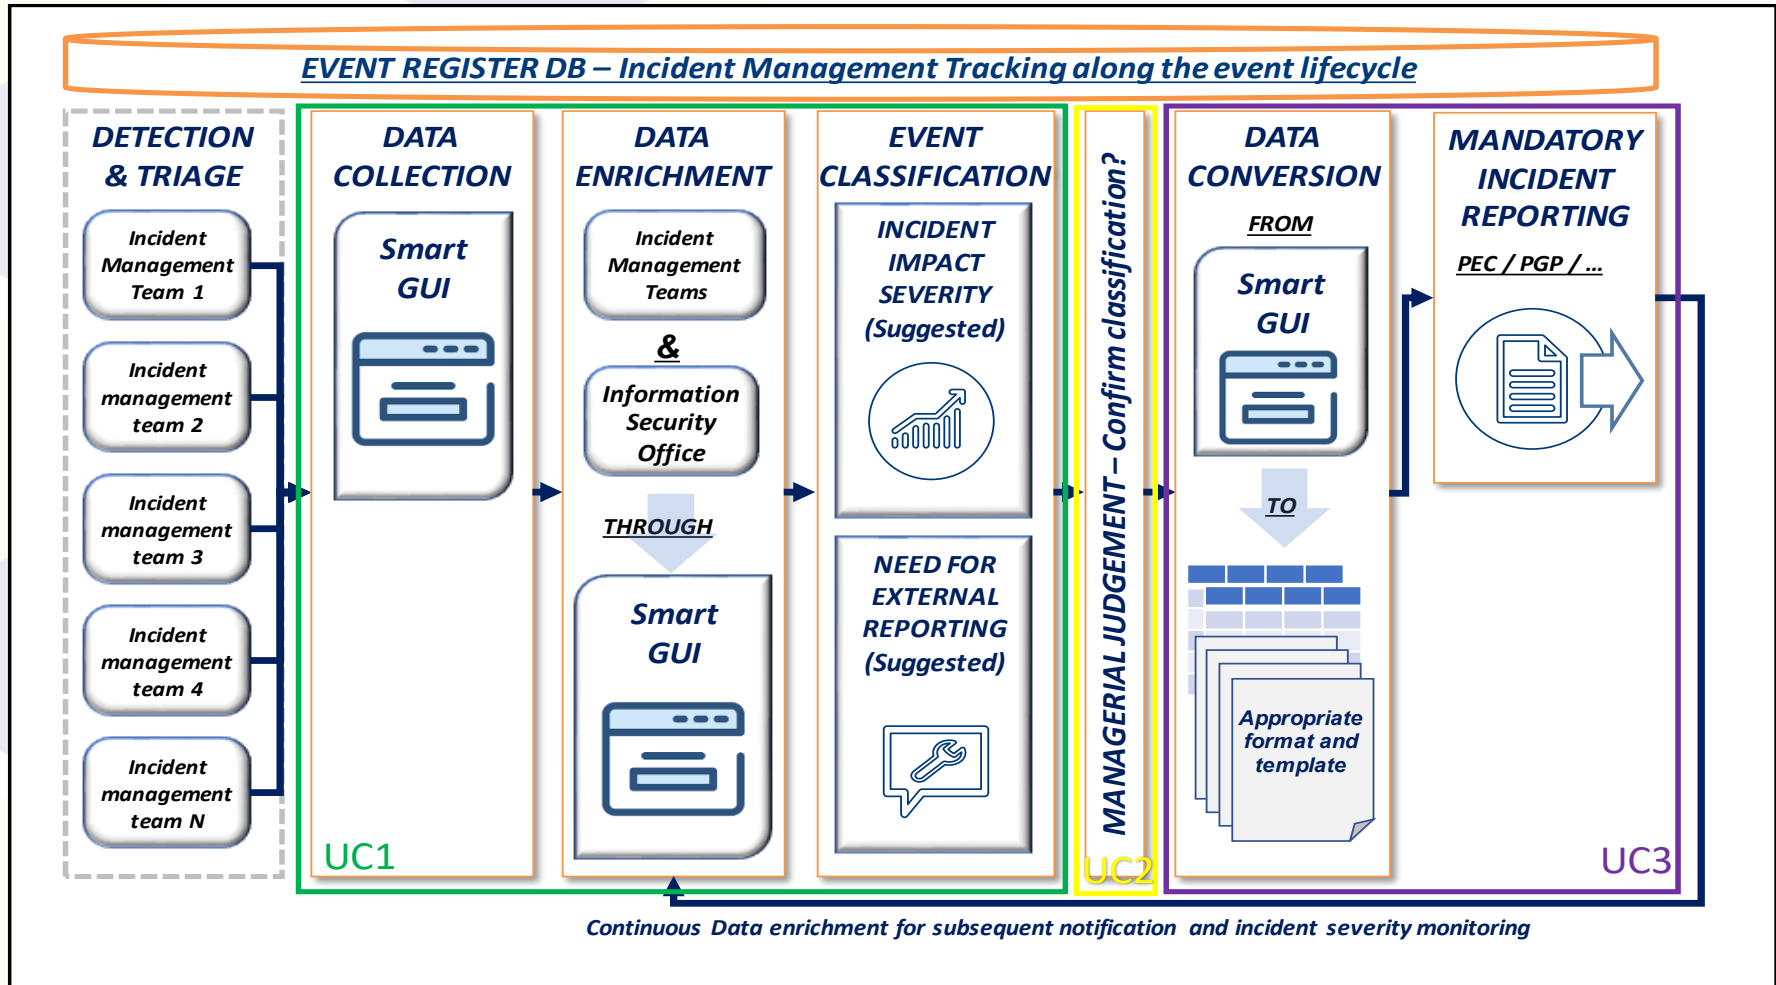 EVENT REGISTER DB – Incident Management Tracking along the event lifecycle
DETECTION
& TRIAGE
Incident
Management
Team 1
Incident
management
team 2
Incident
management
team 3
Incident
management
team 4
Incident
management
team N
DATA
COLLECTION
Smart
GUI
UC1
DATA
ENRICHMENT
Incident
Management
Teams
&
Information
Security
Office
THROUGH
Smart
GUI
EVENT
CLASSIFICATION
INCIDENT
IMPACT
SEVERITY
(Suggested)
NEED FOR
EXTERNAL
REPORTING
(Suggested)
MANAGERIAL JUDGEMENT – Confirm classification?
UC2
DATA
CONVERSION
FROM
Smart
GUI
TO
Appropriate
format and
template
MANDATORY
INCIDENT
REPORTING
PEC / PGP / ...
UC3
Continuous Data enrichment for subsequent notification and incident severity monitoring